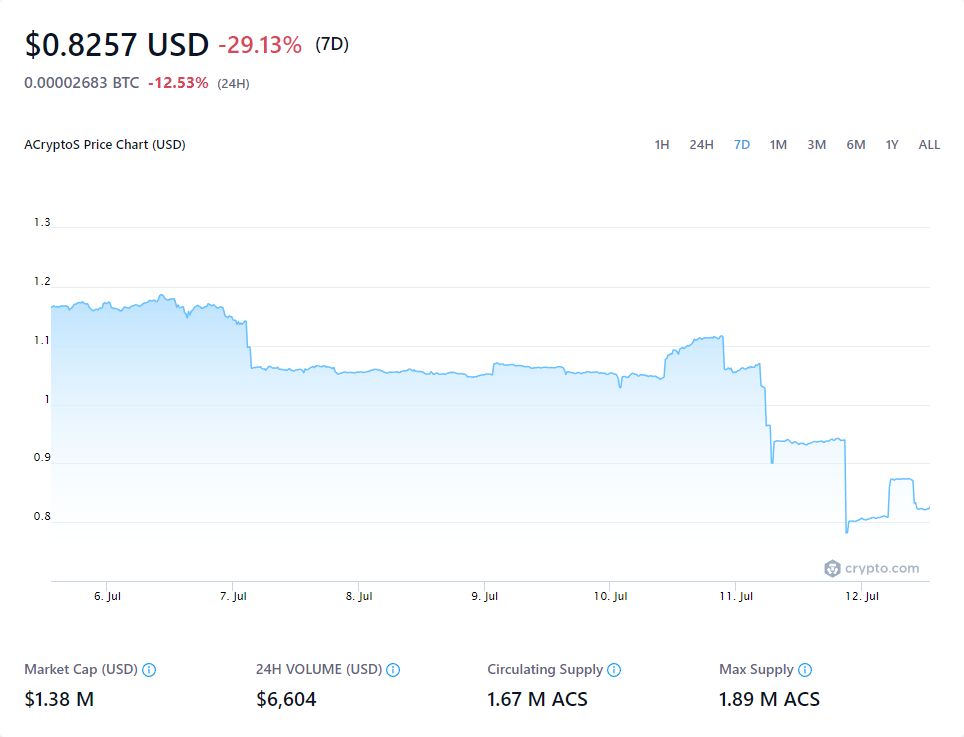 $0.8257 USD -29.13% (7D)
0.00002683 BTC -12.53% (24H)
ACryptoS Price Chart (USD) 1H 24H 7D 1M 3M 6M 1Y ALL
1.3
1.2
1.1
1
0.9
0.8
crypto.com
6. Jul 7. Jul 8. Jul 9. Jul 10. Jul 11. Jul 12. Jul
Market Cap (USD) 24H VOLUME (USD) Circulating Supply Max Supply
$1.38 M $6,604 1.67 M ACS 1.89 M ACS